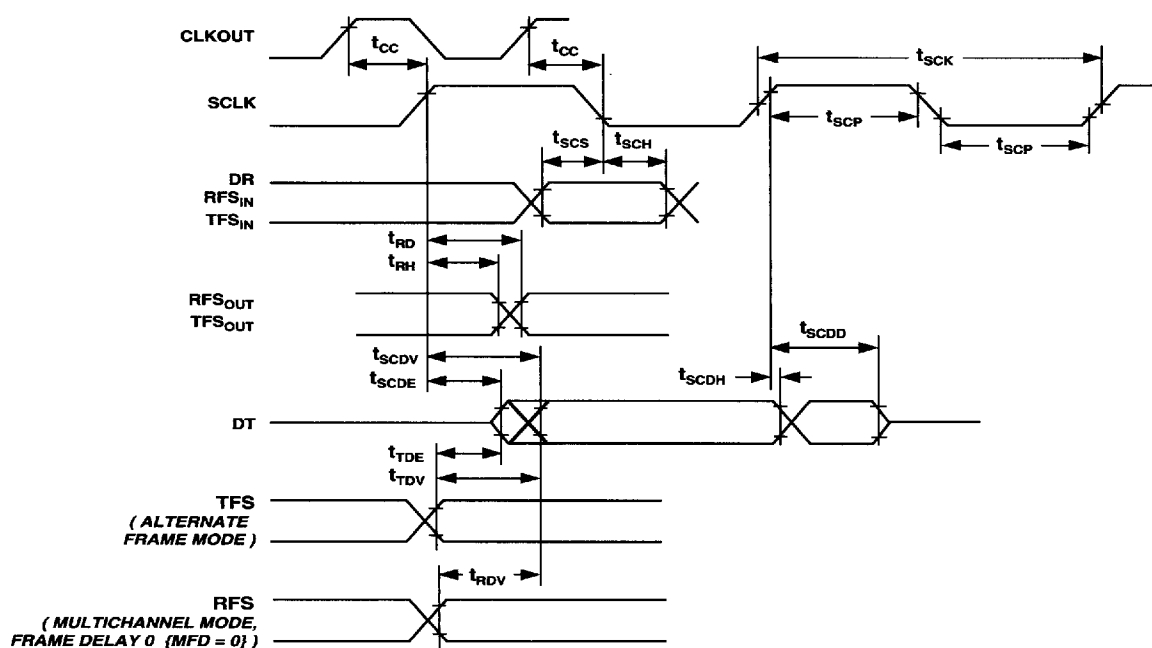 CLKOUT
tCC
tCC
tSCK
SCLK
tSCP
tSCP
tSCS
tSCH
DR
RFSIN
TFSIN
tRD
tRH
RFSOUT
TFSOUT
tSCDD
tSCDV
tSCDE
tSCDH
DT
tTDE
tTDV
TFS
( ALTERNATE
FRAME MODE )
tRDV
RFS
( MULTICHANNEL MODE,
FRAME DELAY 0 {MFD = 0} )